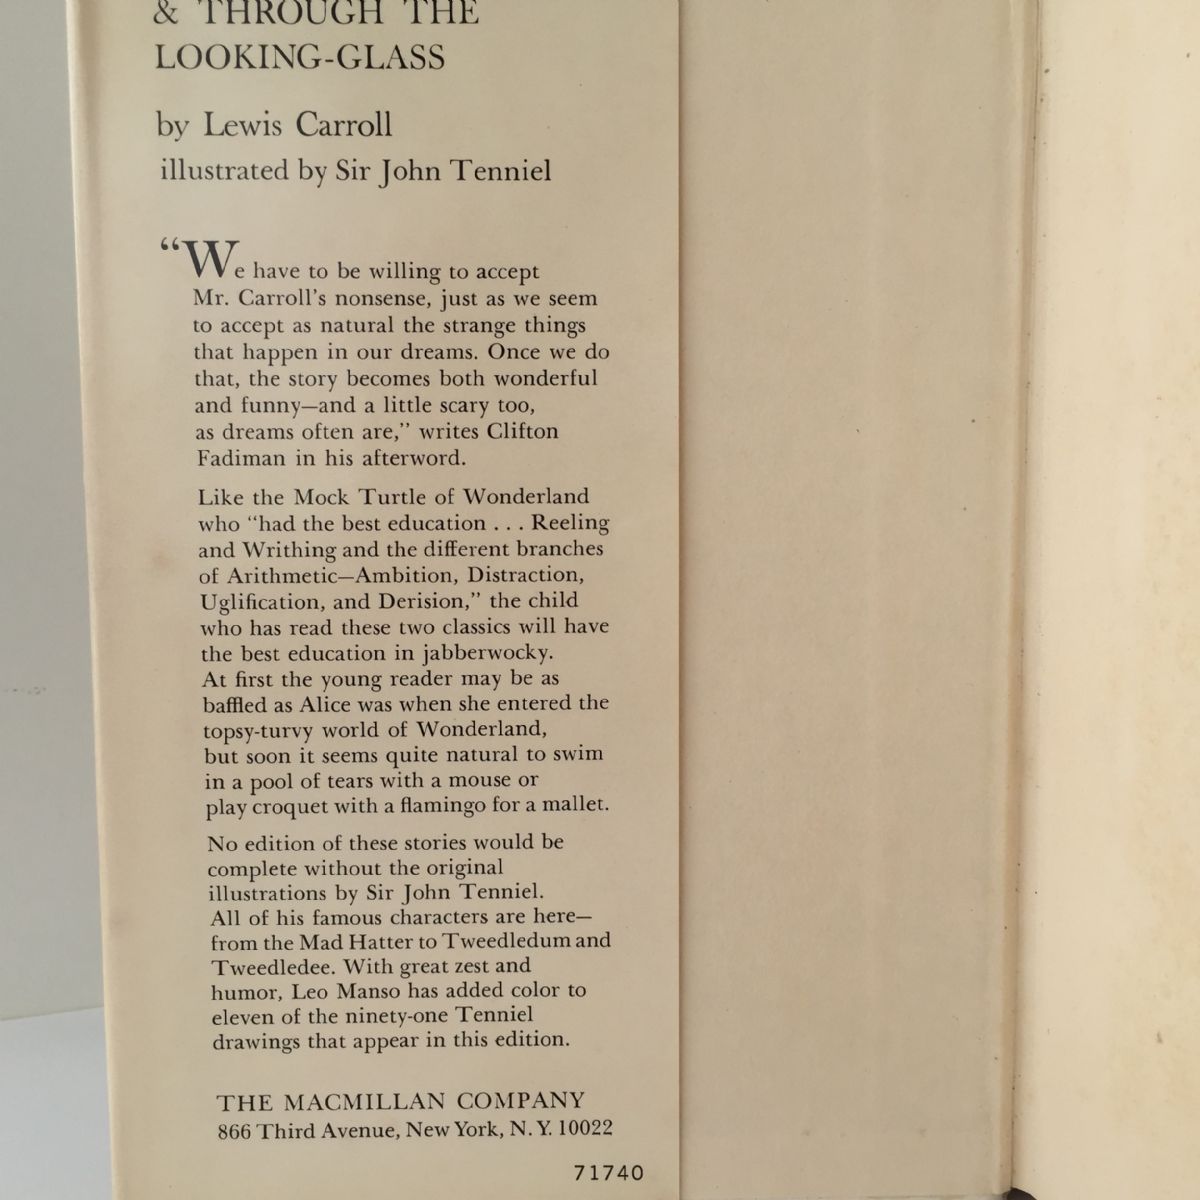 & THROUGH THE
LOOKING-GLASS
by Lewis Carroll
illustrated by Sir John Tenniel
“We have to be willing to accept
Mr. Carroll’s nonsense, just as we seem
to accept as natural the strange things
that happen in our dreams. Once we do
that, the story becomes both wonderful
and funny—and a little scary too,
as dreams often are,” writes Clifton
Fadiman in his afterword.
Like the Mock Turtle of Wonderland
who “had the best education . . . Reeling
and Writhing and the different branches
of Arithmetic—Ambition, Distraction,
Uglification, and Derision,” the child
who has read these two classics will have
the best education in jabberwocky.
At first the young reader may be as
baffled as Alice was when she entered the
topsy-turvy world of Wonderland,
but soon it seems quite natural to swim
in a pool of tears with a mouse or
play croquet with a flamingo for a mallet.
No edition of these stories would be
complete without the original
illustrations by Sir John Tenniel.
All of his famous characters are here—
from the Mad Hatter to Tweedledum and
Tweedledee. With great zest and
humor, Leo Manso has added color to
eleven of the ninety-one Tenniel
drawings that appear in this edition.
THE MACMILLAN COMPANY
866 Third Avenue, New York, N. Y. 10022
71740